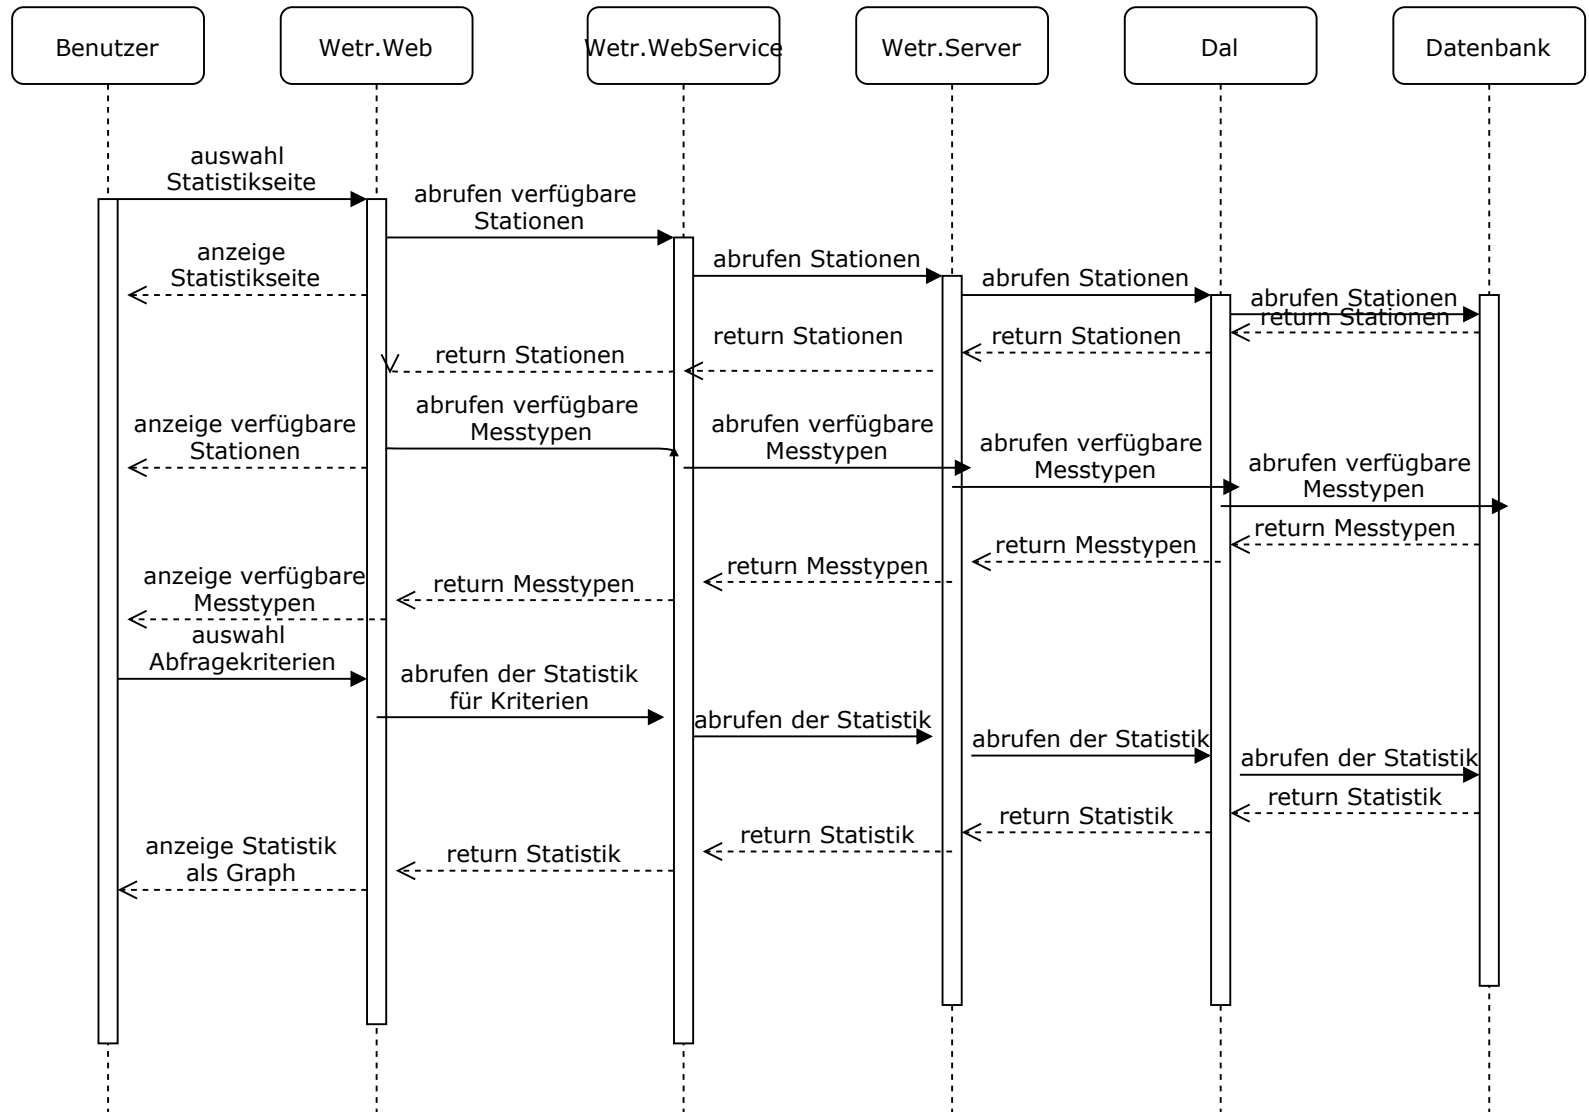 Benutzer
Wetr.Web
Wetr.WebService
Wetr.Server
Dal
Datenbank
auswahl
Statistikseite
abrufen verfügbare
Stationen
anzeige
Statistikseite
abrufen Stationen
abrufen Stationen
abrufen Stationen
return Stationen
return Stationen
return Stationen
return Stationen
abrufen verfügbare
Messtypen
anzeige verfügbare
Stationen
abrufen verfügbare
Messtypen
abrufen verfügbare
Messtypen
abrufen verfügbare
Messtypen
return Messtypen
return Messtypen
return Messtypen
return Messtypen
anzeige verfügbare
Messtypen
auswahl
Abfragekriterien
abrufen der Statistik
für Kriterien
abrufen der Statistik
abrufen der Statistik
abrufen der Statistik
return Statistik
return Statistik
return Statistik
return Statistik
anzeige Statistik
als Graph